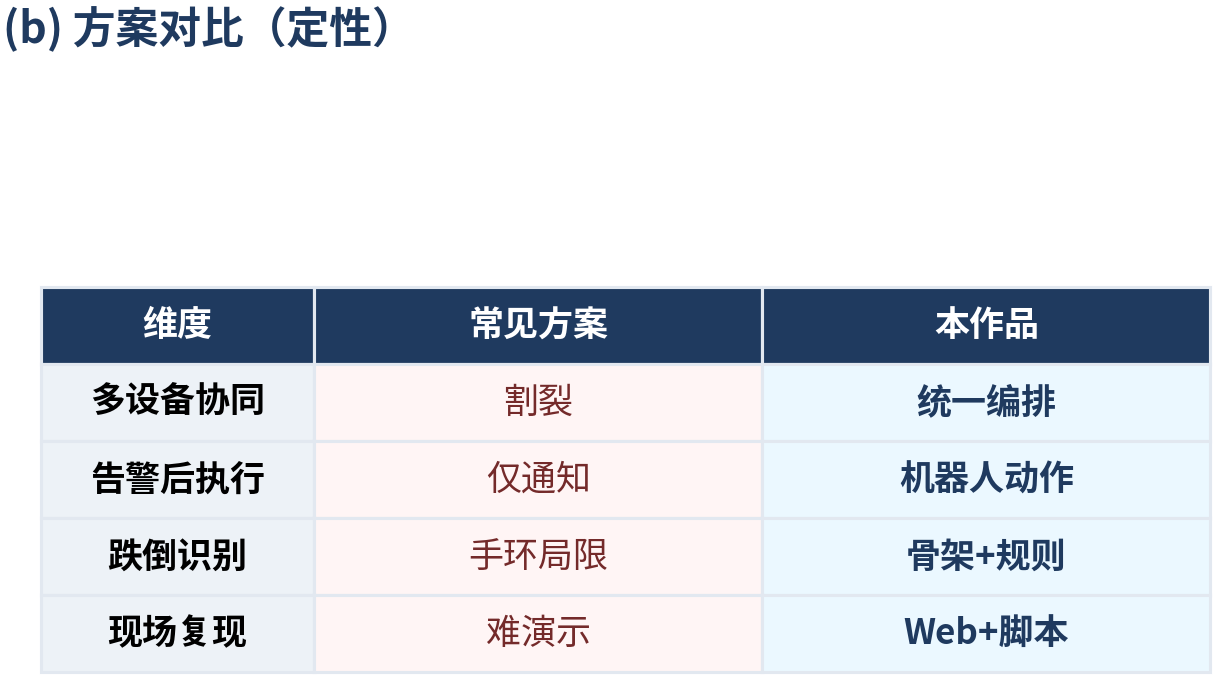 (b) 方案对比（定性）
维度 常见方案 本作品
多设备协同 割裂 统一编排
告警后执行 仅通知 机器人动作
跌倒识别 手环局限 骨架+规则
现场复现 难演示 Web+脚本